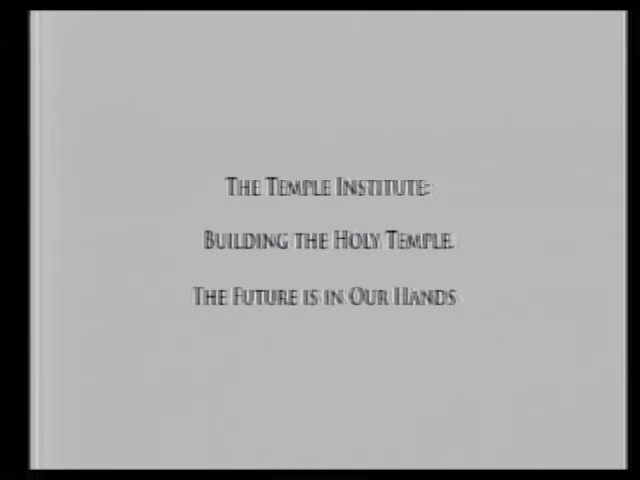 The Temple Institute:
Building the Holy Temple.
The Future is in Our Hands